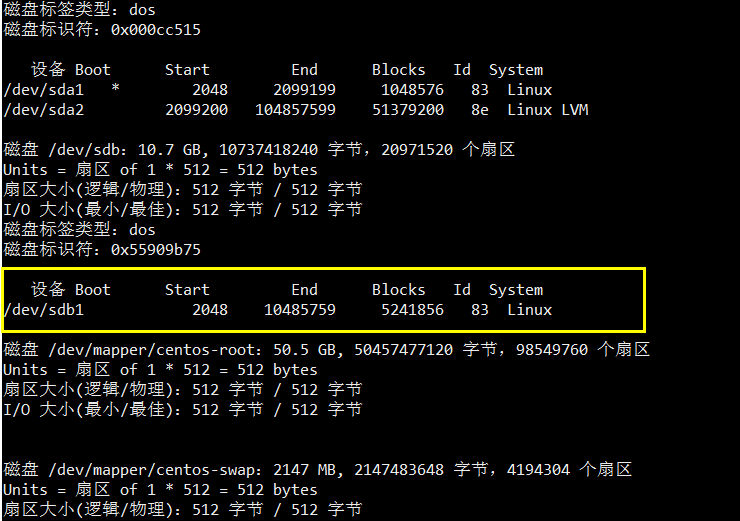 磁盘标签类型：dos
磁盘标识符：0x000cc515
设备 Boot Start End Blocks Id System
/dev/sda1 * 2048 2099199 1048576 83 Linux
/dev/sda2 2099200 104857599 51379200 8e Linux LVM
磁盘 /dev/sdb：10.7 GB, 10737418240 字节，20971520 个扇区
Units = 扇区 of 1 * 512 = 512 bytes
扇区大小(逻辑/物理)：512 字节 / 512 字节
I/O 大小(最小/最佳)：512 字节 / 512 字节
磁盘标签类型：dos
磁盘标识符：0x55909b75
设备 Boot Start End Blocks Id System
/dev/sdb1 2048 10485759 5241856 83 Linux
磁盘 /dev/mapper/centos-root：50.5 GB, 50457477120 字节，98549760 个扇区
Units = 扇区 of 1 * 512 = 512 bytes
扇区大小(逻辑/物理)：512 字节 / 512 字节
I/O 大小(最小/最佳)：512 字节 / 512 字节
磁盘 /dev/mapper/centos-swap：2147 MB, 2147483648 字节，4194304 个扇区
Units = 扇区 of 1 * 512 = 512 bytes
扇区大小(逻辑/物理)：512 字节 / 512 字节